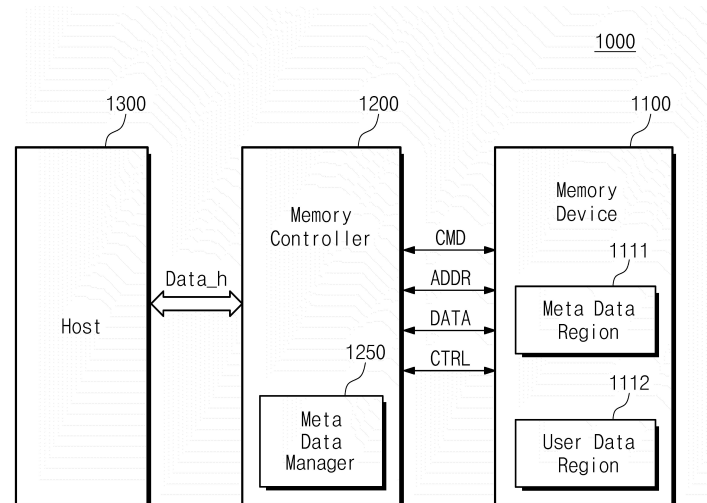 1000
1300
1200
1100
Memory
Controller
Memory
Device
CMD
ADDR
DATA
CTRL
Data_h
Host
1111
Meta Data
Region
1250
Meta
Data
Manager
1112
User Data
Region